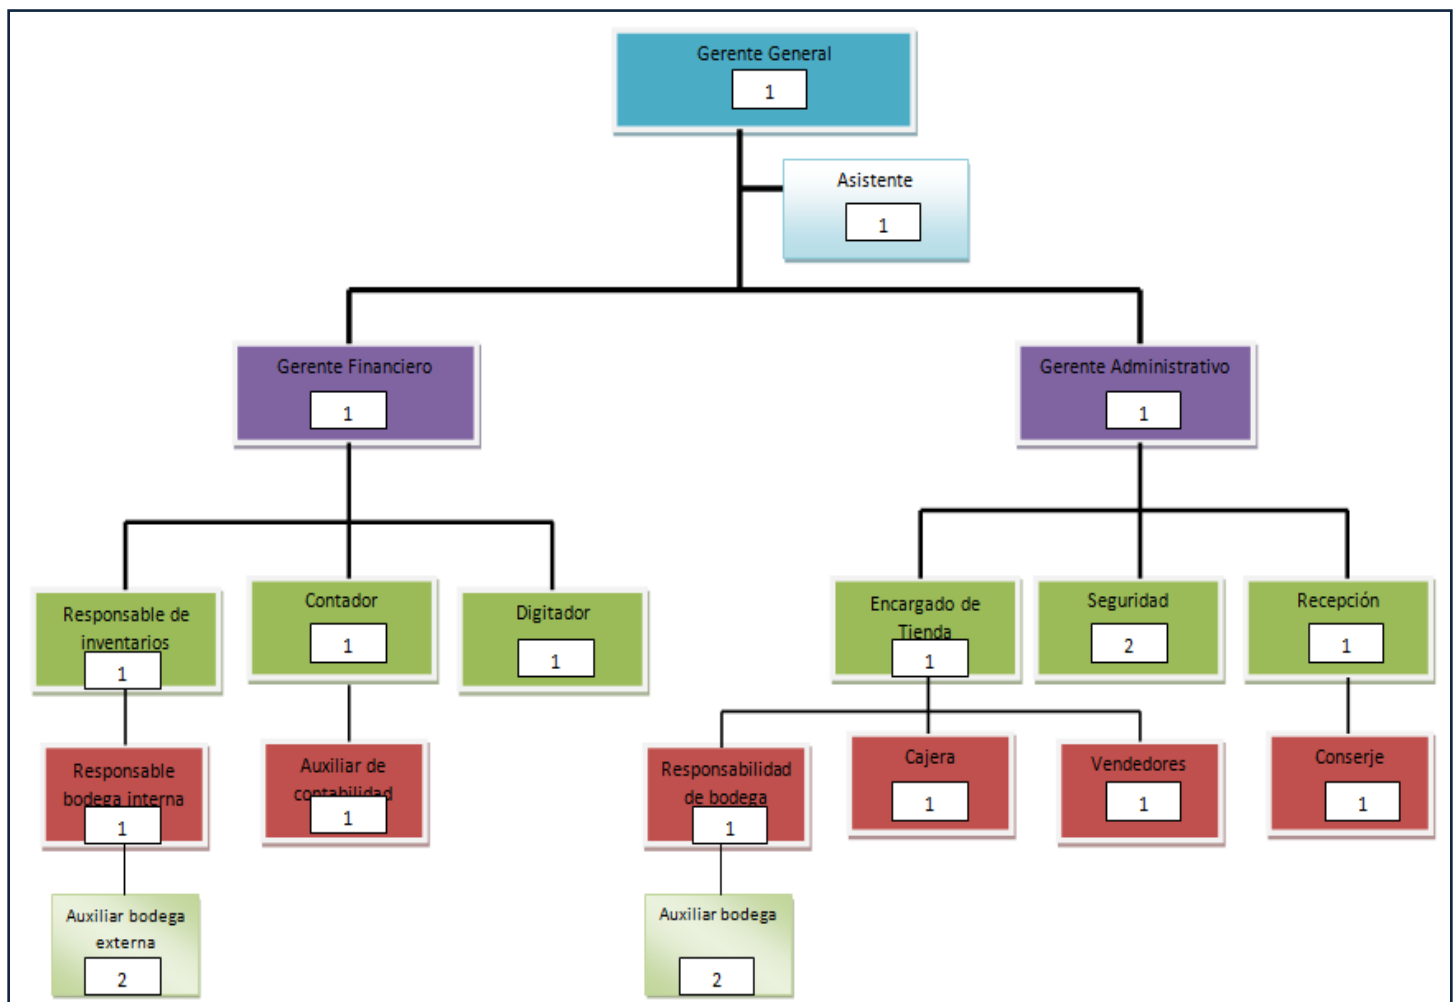 Gerente General
1
Asistente
1
Gerente Financiero
1
Gerente Administrativo
1
Responsable de
inventarios
1
Contador
1
Digitador
1
Encargado de
Tienda
1
Seguridad
2
Recepción
1
Responsable
bodega interna
1
Auxiliar de
contabilidad
1
Responsabilidad
de bodega
1
Cajera
1
Vendedores
1
Conserje
1
Auxiliar bodega
externa
2
Auxiliar bodega
2